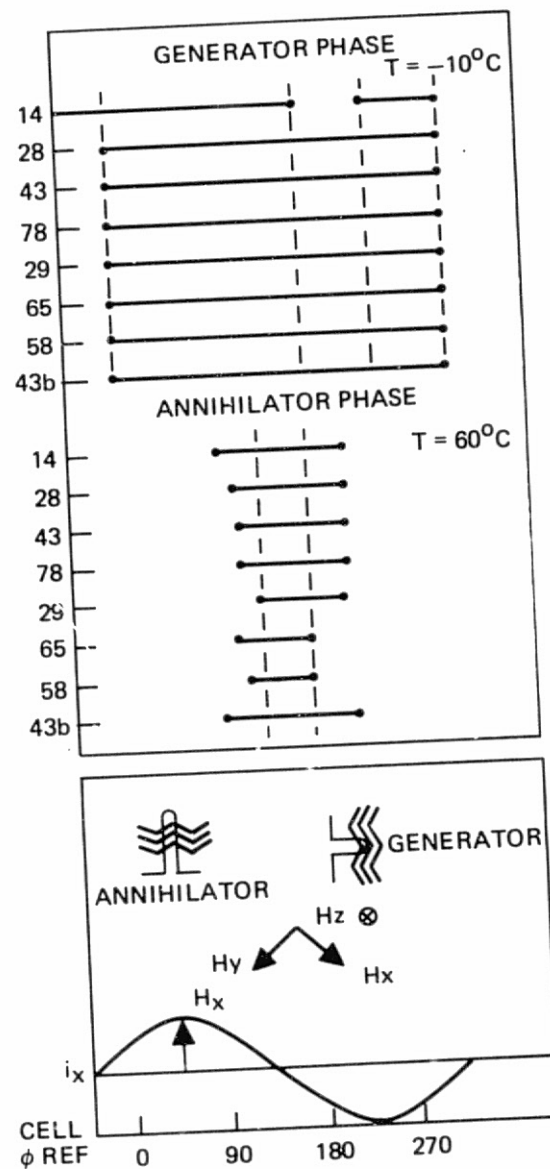 GENERATOR PHASE
T = –10°C
14
28
43
78
29
65
58
43b
ANNIHILATOR PHASE
T = 60°C
14
28
43
78
29
65
58
43b
ANNIHILATOR
GENERATOR
Hz ⊗
Hy
Hx
Hx
ix
CELL
ϕ REF 0 90 180 270